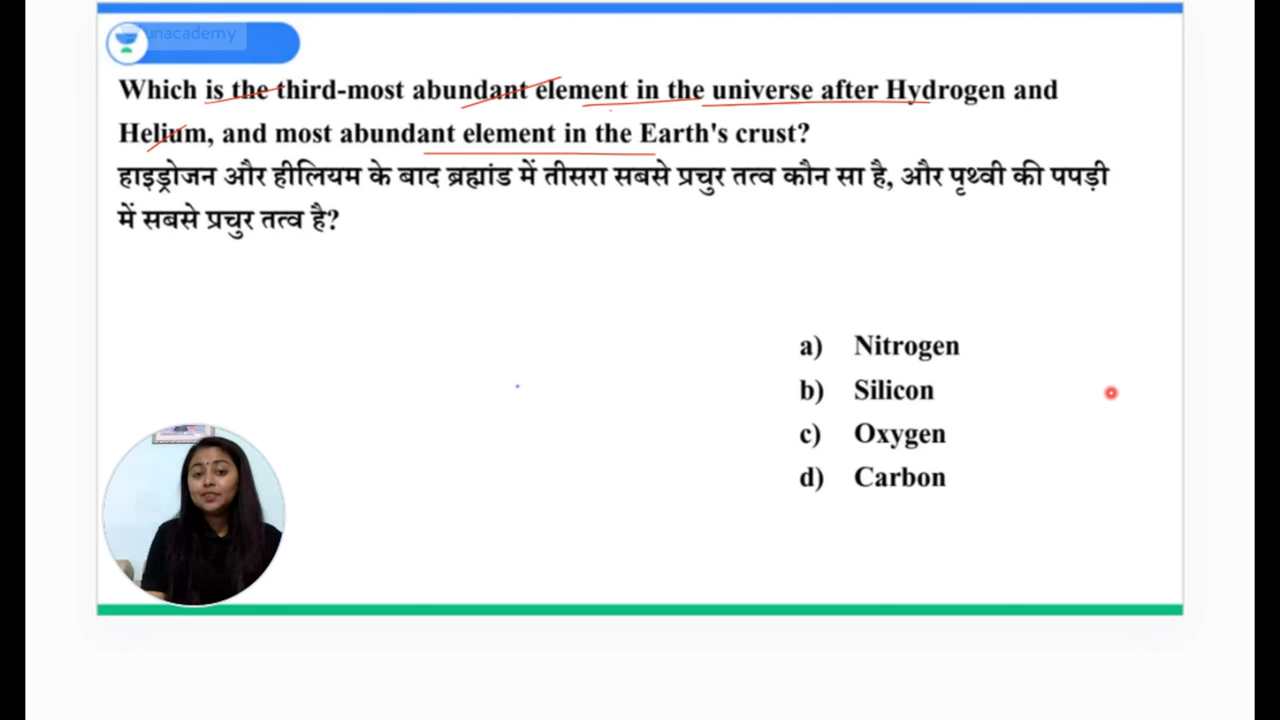 unacademy
Which is the third-most abundant element in the universe after Hydrogen and
Helium, and most abundant element in the Earth's crust?
हाइड्रोजन और हीलियम के बाद ब्रह्मांड में तीसरा सबसे प्रचुर तत्व कौन सा है, और पृथ्वी की पपड़ी
में सबसे प्रचुर तत्व है?
a) Nitrogen
b) Silicon
c) Oxygen
d) Carbon